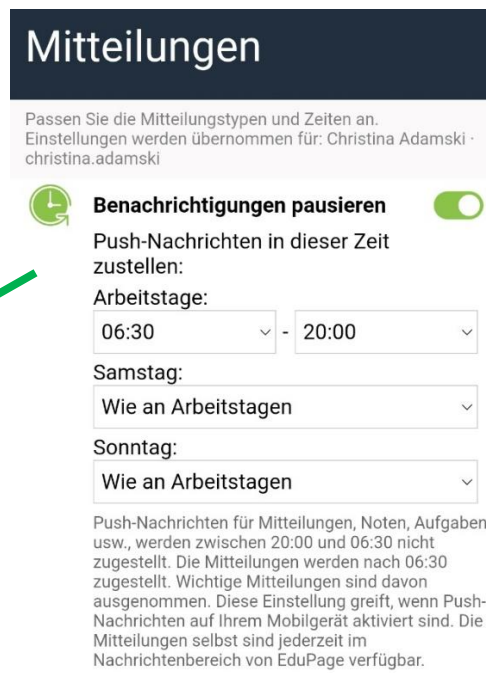 Mitteilungen
Passen Sie die Mitteilungstypen und Zeiten an.
Einstellungen werden übernommen für: Christina Adamski ·
christina.adamski
Benachrichtigungen pausieren
Push-Nachrichten in dieser Zeit
zustellen:
Arbeitstage:
06:30 - 20:00
Samstag:
Wie an Arbeitstagen
Sonntag:
Wie an Arbeitstagen
Push-Nachrichten für Mitteilungen, Noten, Aufgaben
usw., werden zwischen 20:00 und 06:30 nicht
zugestellt. Die Mitteilungen werden nach 06:30
zugestellt. Wichtige Mitteilungen sind davon
ausgenommen. Diese Einstellung greift, wenn Push-
Nachrichten auf Ihrem Mobilgerät aktiviert sind. Die
Mitteilungen selbst sind jederzeit im
Nachrichtenbereich von EduPage verfügbar.